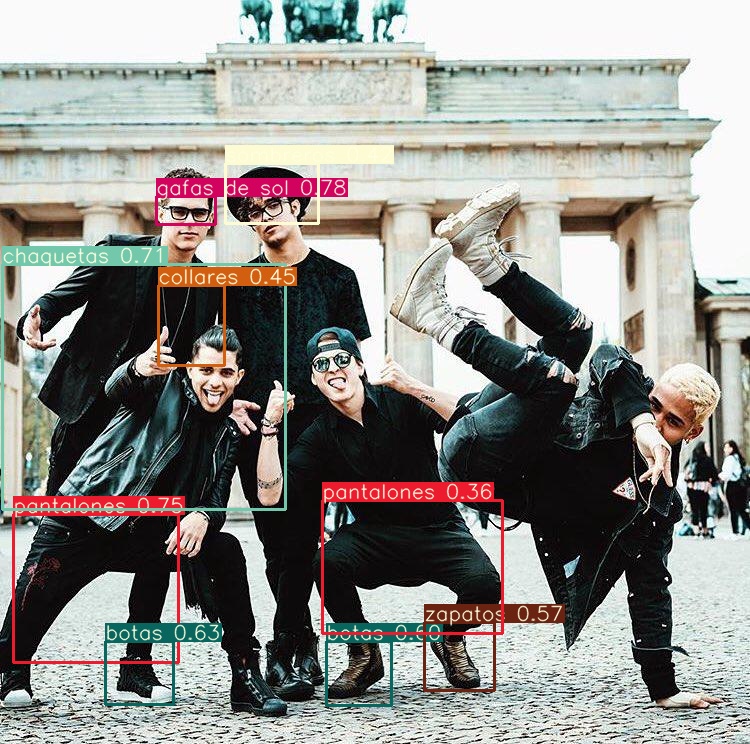 gafas de sol 0.78
chaquetas 0.71
collares 0.45
pantalones 0.36
pantalones 0.75
zapatos 0.57
botas 0.63
botas 0.60